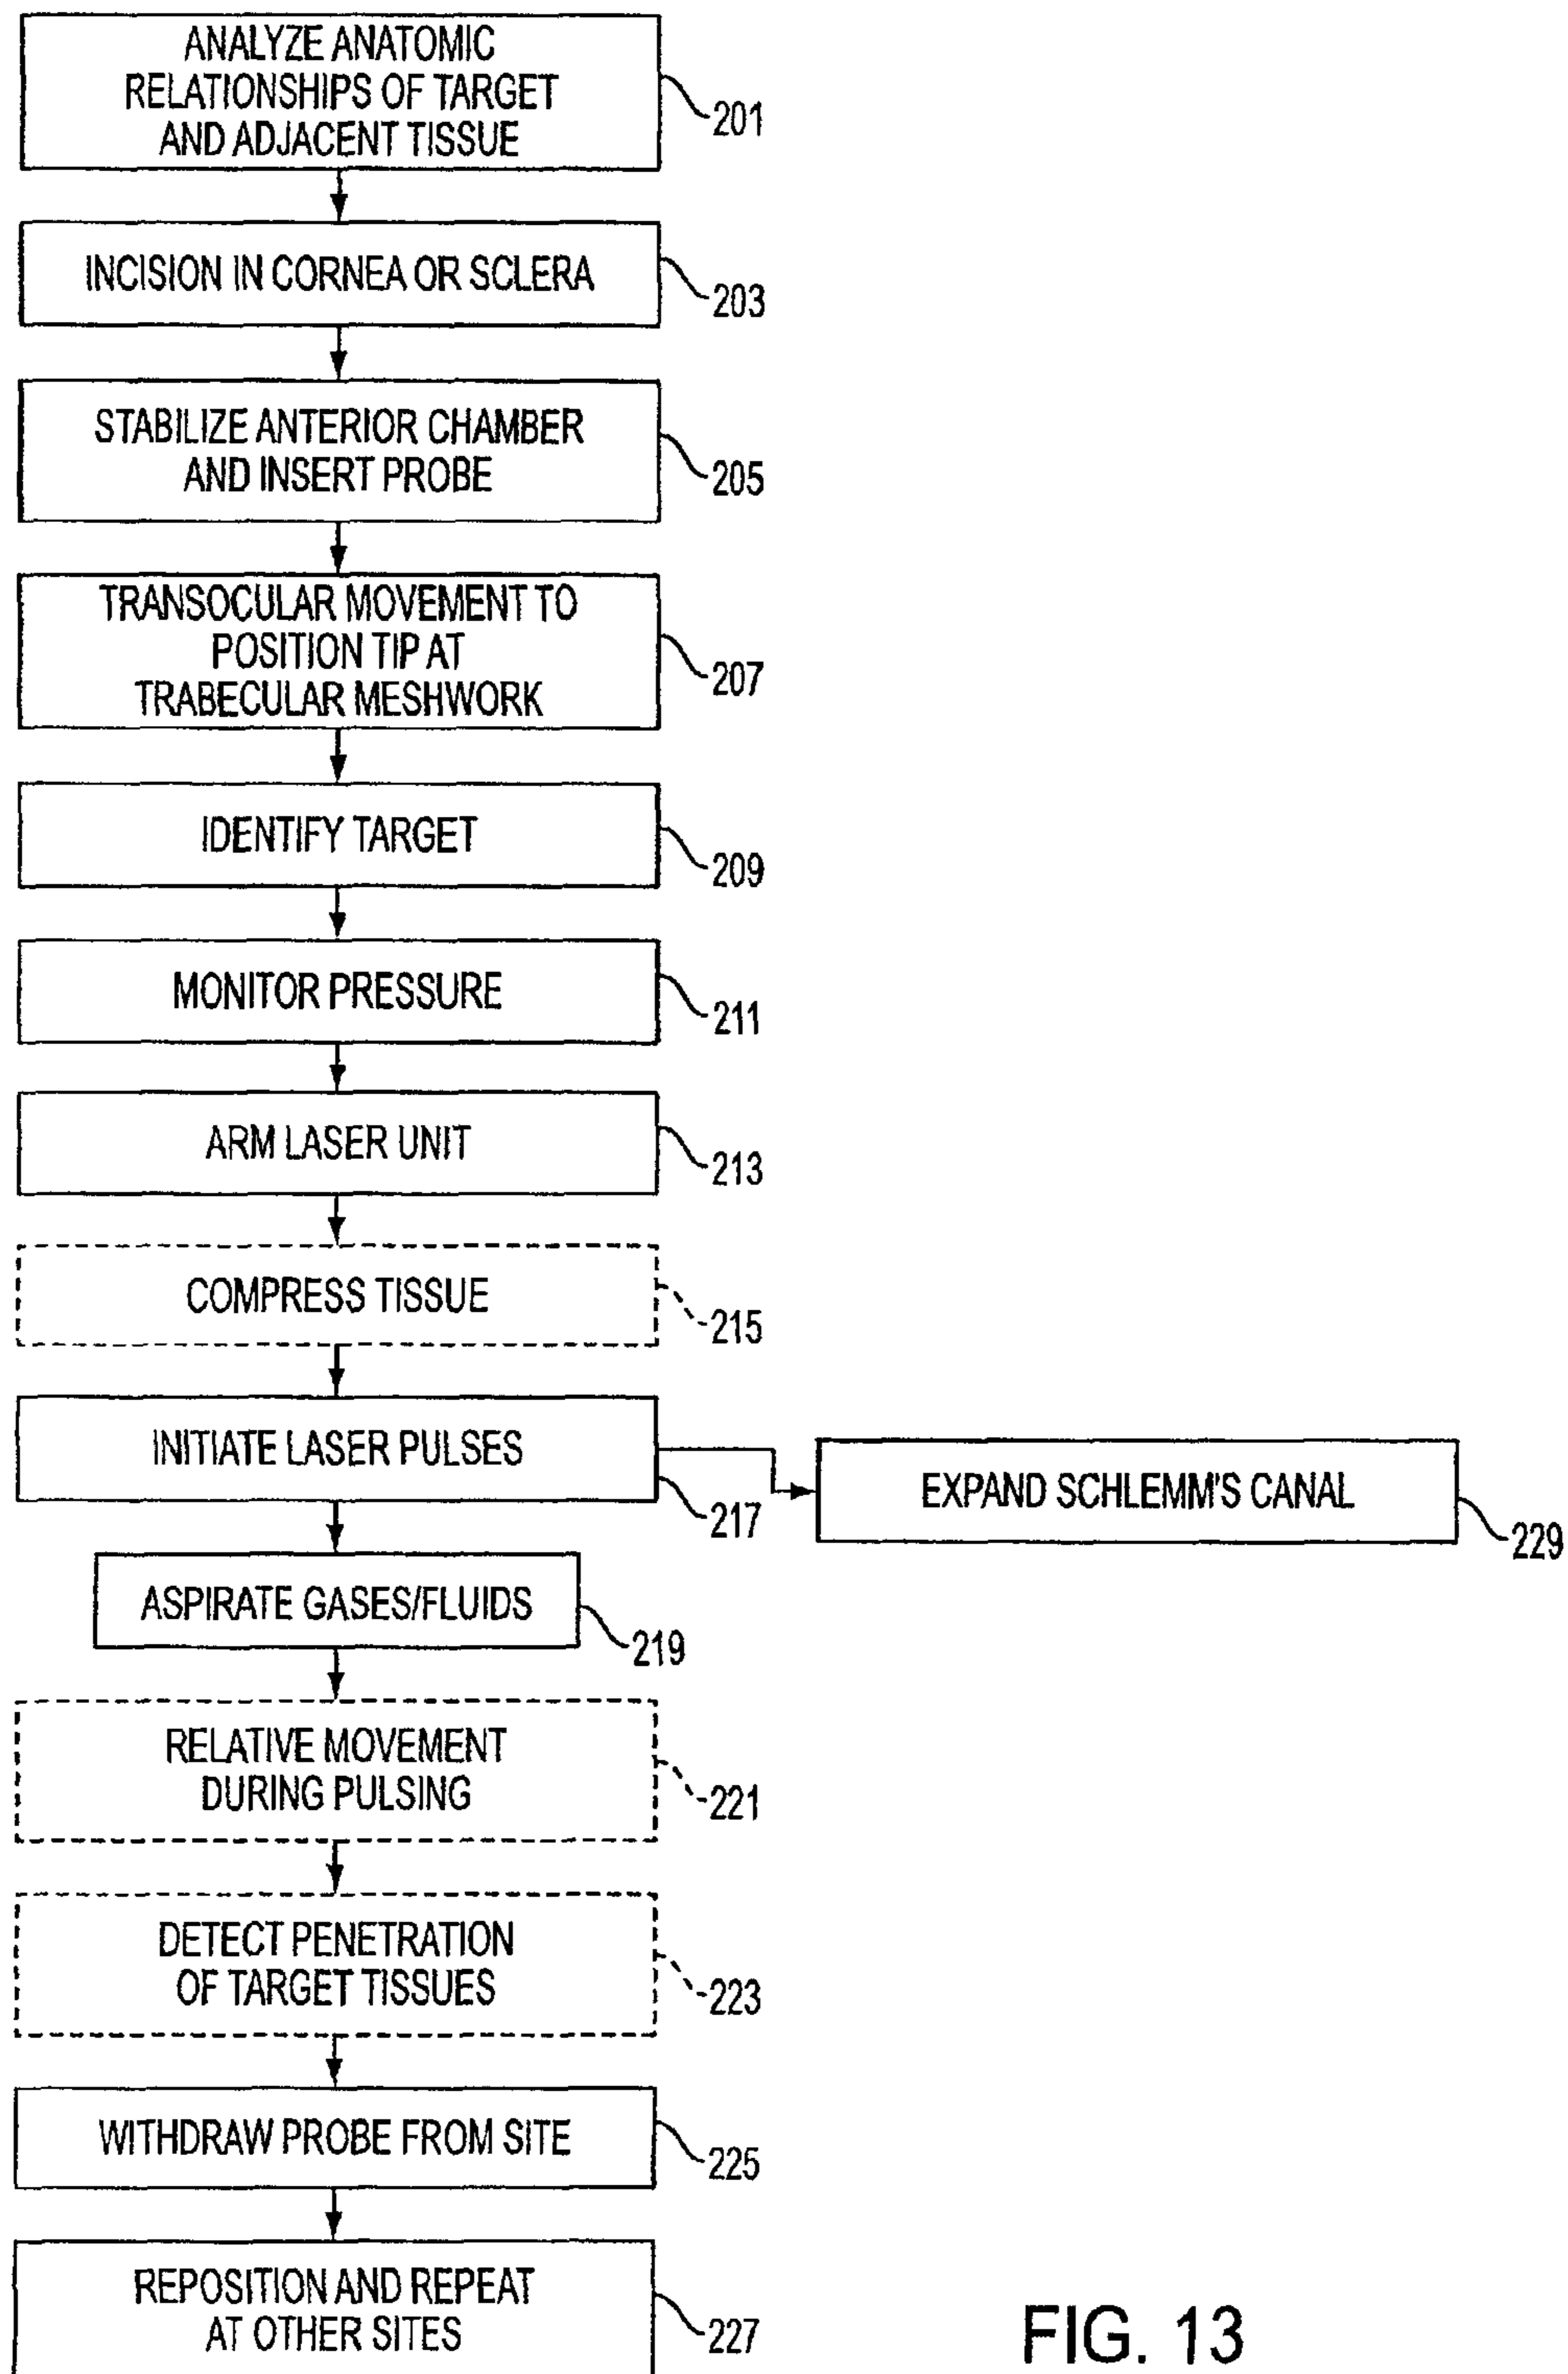 ANALYZE ANATOMIC
RELATIONSHIPS OF TARGET
AND ADJACENT TISSUE
201
INCISION IN CORNEA OR SCLERA
203
STABILIZE ANTERIOR CHAMBER
AND INSERT PROBE
205
TRANSOCULAR MOVEMENT TO
POSITION TIP AT
TRABECULAR MESHWORK
207
IDENTIFY TARGET
209
MONITOR PRESSURE
211
ARM LASER UNIT
213
COMPRESS TISSUE
215
INITIATE LASER PULSES
217
EXPAND SCHLEMM'S CANAL
229
ASPIRATE GASES/FLUIDS
219
RELATIVE MOVEMENT
DURING PULSING
221
DETECT PENETRATION
OF TARGET TISSUES
223
WITHDRAW PROBE FROM SITE
225
REPOSITION AND REPEAT
AT OTHER SITES
227
FIG. 13